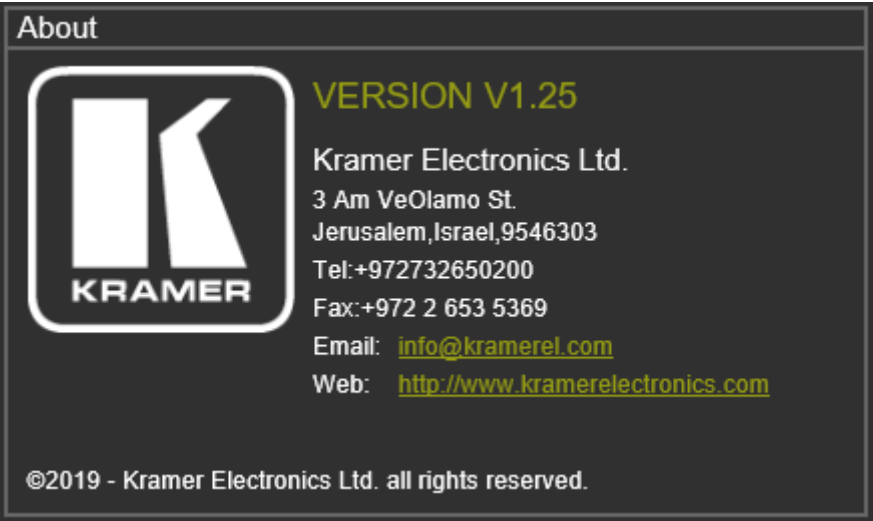 About
VERSION V1.25
Kramer Electronics Ltd.
3 Am VeOlamo St.
Jerusalem,Israel,9546303
Tel:+972732650200
Fax:+972 2 653 5369
Email: info@kramerel.com
Web: http://www.kramerelectronics.com
KRAMER
©2019 - Kramer Electronics Ltd. all rights reserved.